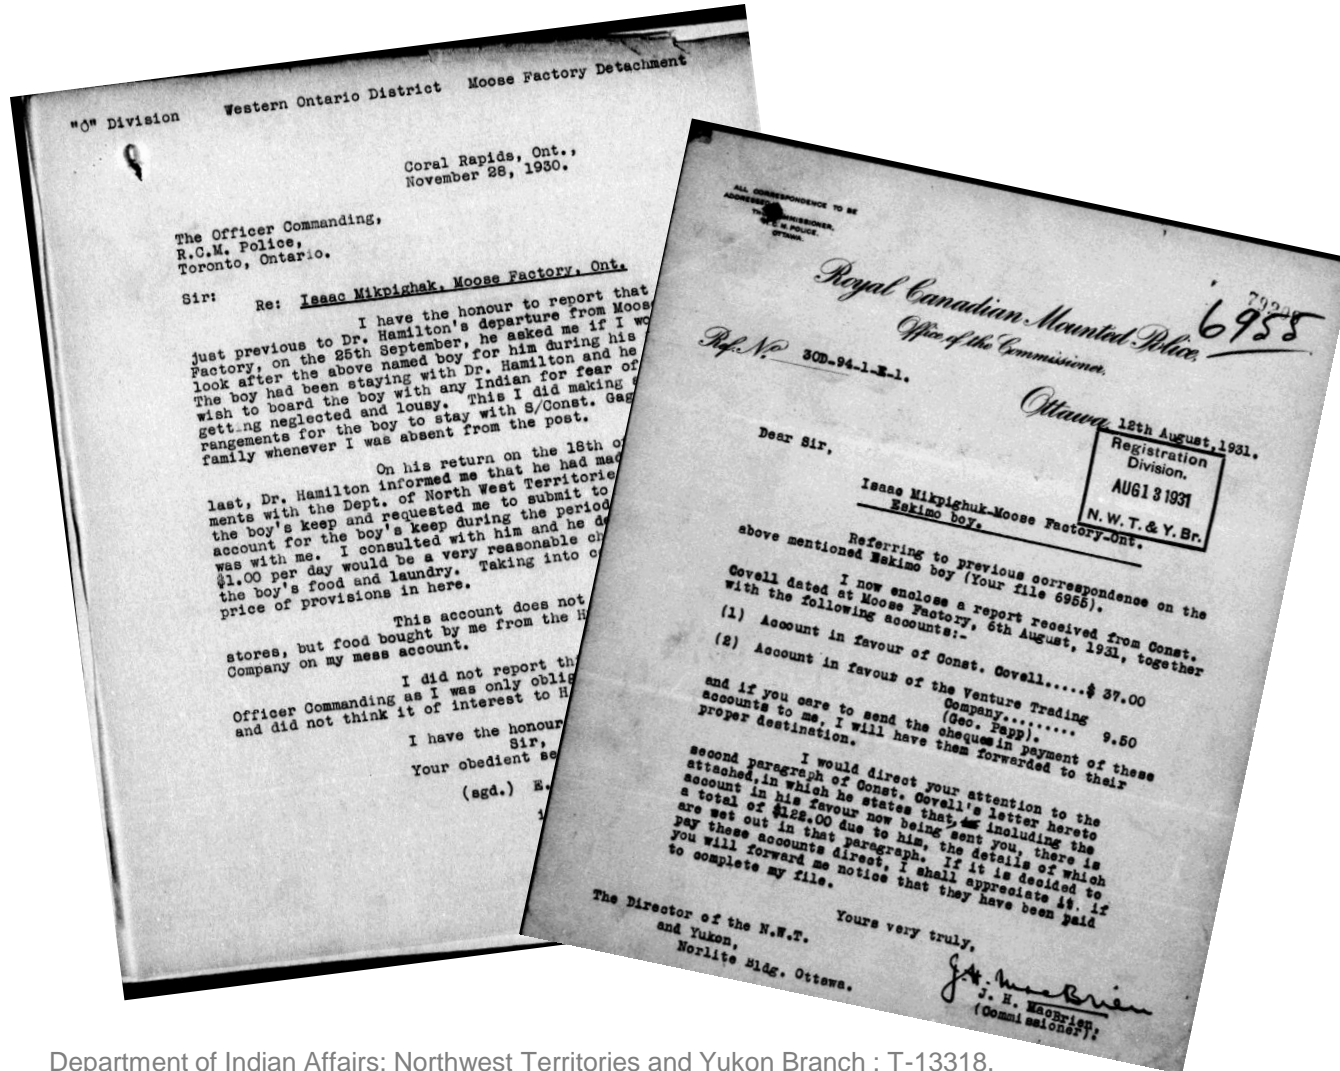 "O" Division Western Ontario District Moose Factory Detachment
Coral Rapids, Ont.,
November 28, 1930.
The Officer Commanding,
R.C.M. Police,
Toronto, Ontario.
Sir:
Re: Isaac Mikpighak, Moose Factory, Ont.
I have the honour to report that
just previous to Dr. Hamilton's departure from Moose
Factory, on the 25th September, he asked me if I wo
look after the above named boy for him during his
The boy had been staying with Dr. Hamilton and he
wish to board the boy with any Indian for fear of
getting neglected and lousy. This I did making
rangements for the boy to stay with S/Const. Gag
family whenever I was absent from the post.
On his return on the 18th of
last, Dr. Hamilton informed me that he had mad
ments with the Dept. of North West Territorie
the boy's keep and requested me to submit to
account for the boy's keep during the period
was with me. I consulted with him and he de
$1.00 per day would be a very reasonable ch
the boy's food and laundry. Taking into c
price of provisions in here.
This account does not
stores, but food bought by me from the H
Company on my mess account.
I did not report th
Officer Commanding as I was only oblig
and did not think it of interest to H
I have the honour
Sir,
Your obedient se
(sgd.) E.
ALL CORRESPONDENCE TO BE
ADDRESSED
COMMISSIONER,
R. C. M. POLICE,
OTTAWA.
Royal Canadian Mounted Police.
Office of the Commissioner.
6955
Ref. No 30D-94-1-E-1.
Ottawa, 12th August, 1931.
Registration
Division.
AUG 13 1931
N. W. T. & Y. Br.
Dear Sir,
Isaac Mikpighuk-Moose Factory-Ont.
Eskimo boy.
Referring to previous correspondence on the
above mentioned Eskimo boy (Your file 6955).
I now enclose a report received from Const.
Covell dated at Moose Factory, 6th August, 1931, together
with the following accounts:-
(1) Account in favour of Const. Covell.....$ 37.00
(2) Account in favour of the Venture Trading
Company......... 9.50
(Geo. Papp).
and if you care to send the cheques in payment of these
accounts to me, I will have them forwarded to their
proper destination.
I would direct your attention to the
second paragraph of Const. Covell's letter hereto
attached, in which he states that, including the
account in his favour now being sent you, there is
a total of $122.00 due to him, the details of which
are set out in that paragraph. If it is decided to
pay these accounts direct, I shall appreciate it. if
you will forward me notice that they have been paid
to complete my file.
Yours very truly,
J. H. MacBrien
J. H. MacBrien,
(Commissioner).
The Director of the N.W.T.
and Yukon,
Norlite Bldg. Ottawa.
Department of Indian Affairs: Northwest Territories and Yukon Branch : T-13318.